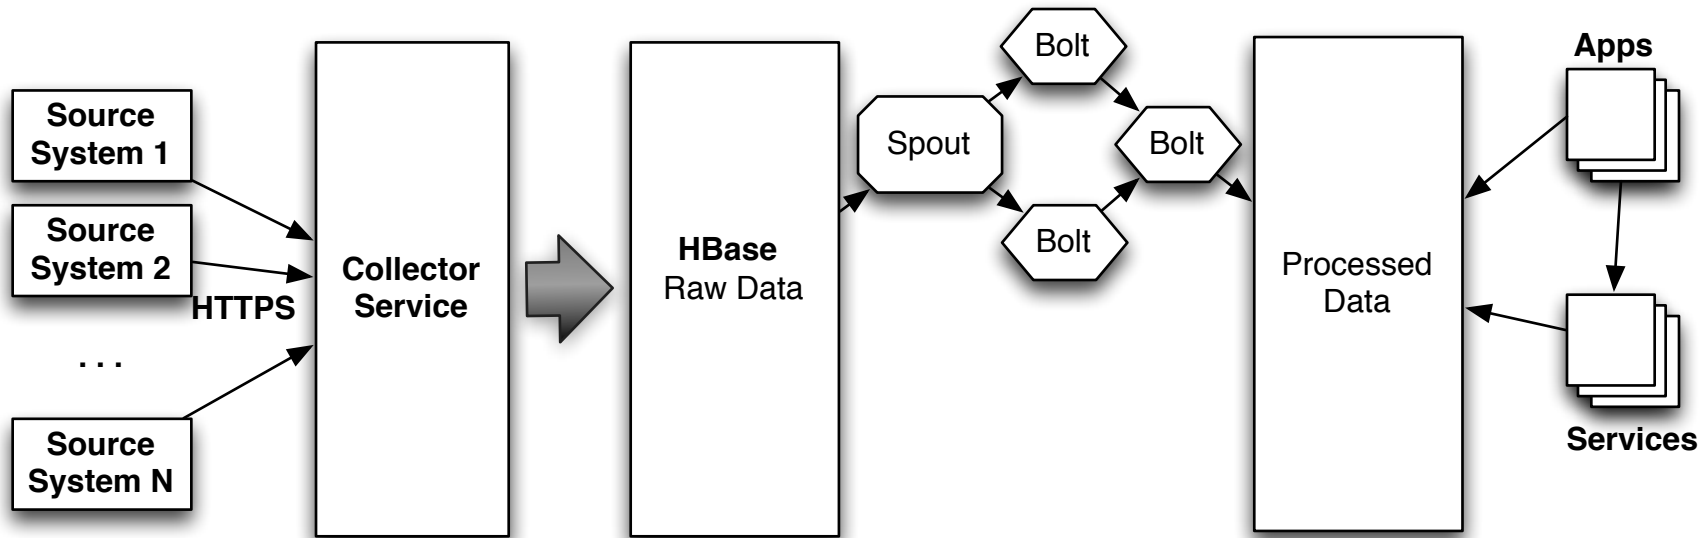 Source
System 1
Source
System 2
HTTPS
. . .
Source
System N
Collector
Service
HBase
Raw Data
Spout
Bolt
Bolt
Bolt
Processed
Data
Apps
Services